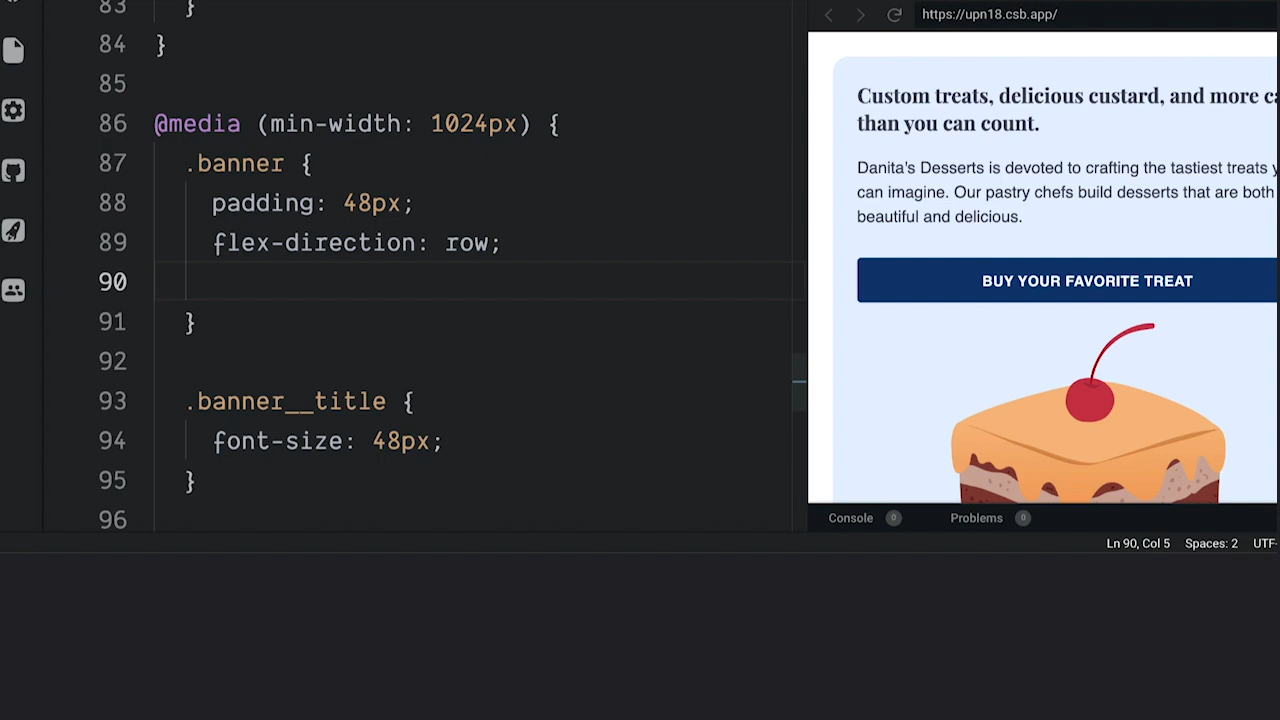 83 }
84 }
85
86 @media (min-width: 1024px) {
87 .banner {
88 padding: 48px;
89 flex-direction: row;
90
91 }
92
93 .banner__title {
94 font-size: 48px;
95 }
96
https://upn18.csb.app/
Custom treats, delicious custard, and more
than you can count.
Danita's Desserts is devoted to crafting the tastiest treats
can imagine. Our pastry chefs build desserts that are both
beautiful and delicious.
BUY YOUR FAVORITE TREAT
Console 0 Problems 0
Ln 90, Col 5 Spaces: 2 UTF-